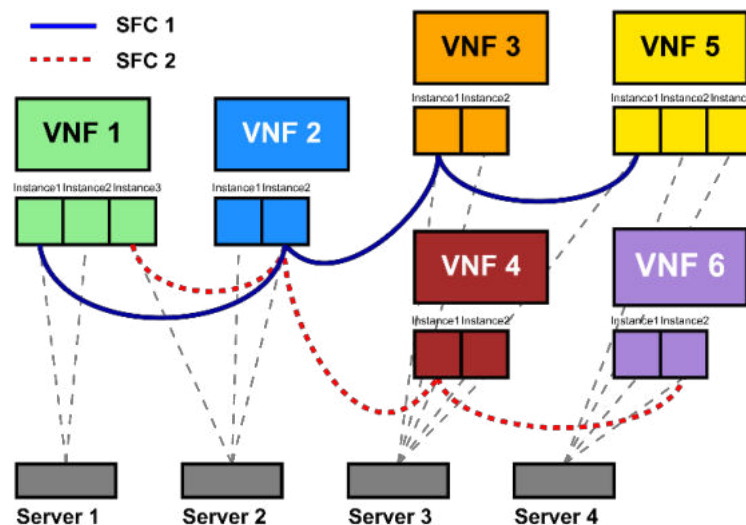 SFC 1
SFC 2
VNF 3
VNF 5
Instance1 Instance2
Instance1 Instance2 Instance3
VNF 1
VNF 2
Instance1 Instance2 Instance3
Instance1 Instance2
VNF 4
VNF 6
Instance1 Instance2
Instance1 Instance2
Server 1
Server 2
Server 3
Server 4